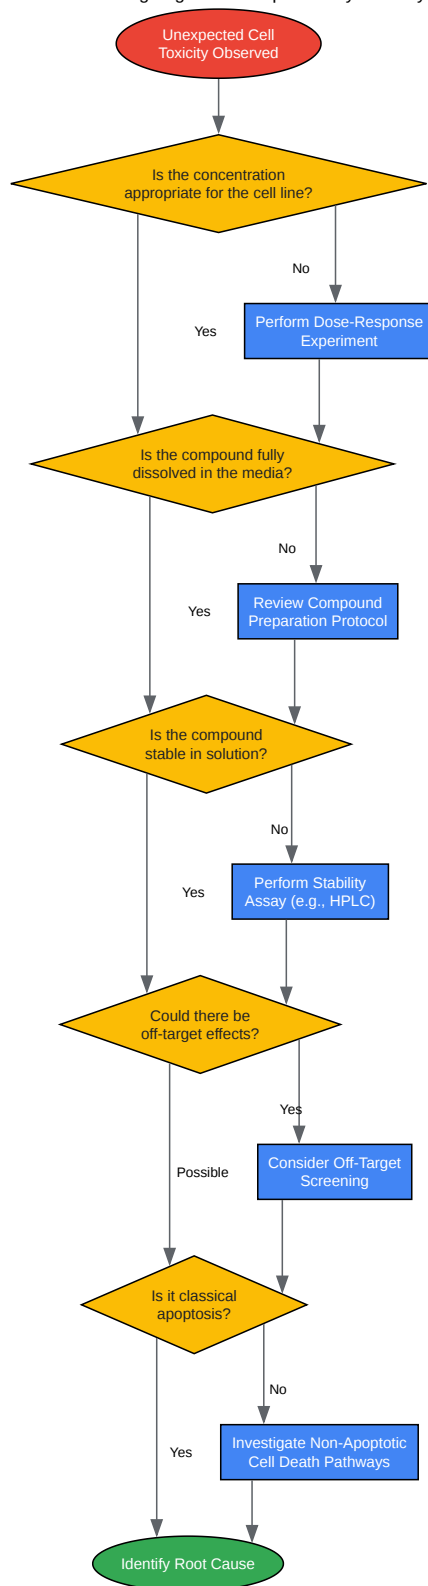 Unexpected Cell
Toxicity Observed
Is the concentration
appropriate for the cell line?
No
Perform Dose-Response
Experiment
Yes
Is the compound fully
dissolved in the media?
No
Review Compound
Preparation Protocol
Yes
Is the compound
stable in solution?
No
Perform Stability
Assay (e.g., HPLC)
Yes
Could there be
off-target effects?
Yes
Consider Off-Target
Screening
Possible
Is it classical
apoptosis?
No
Investigate Non-Apoptotic
Cell Death Pathways
Yes
Identify Root Cause